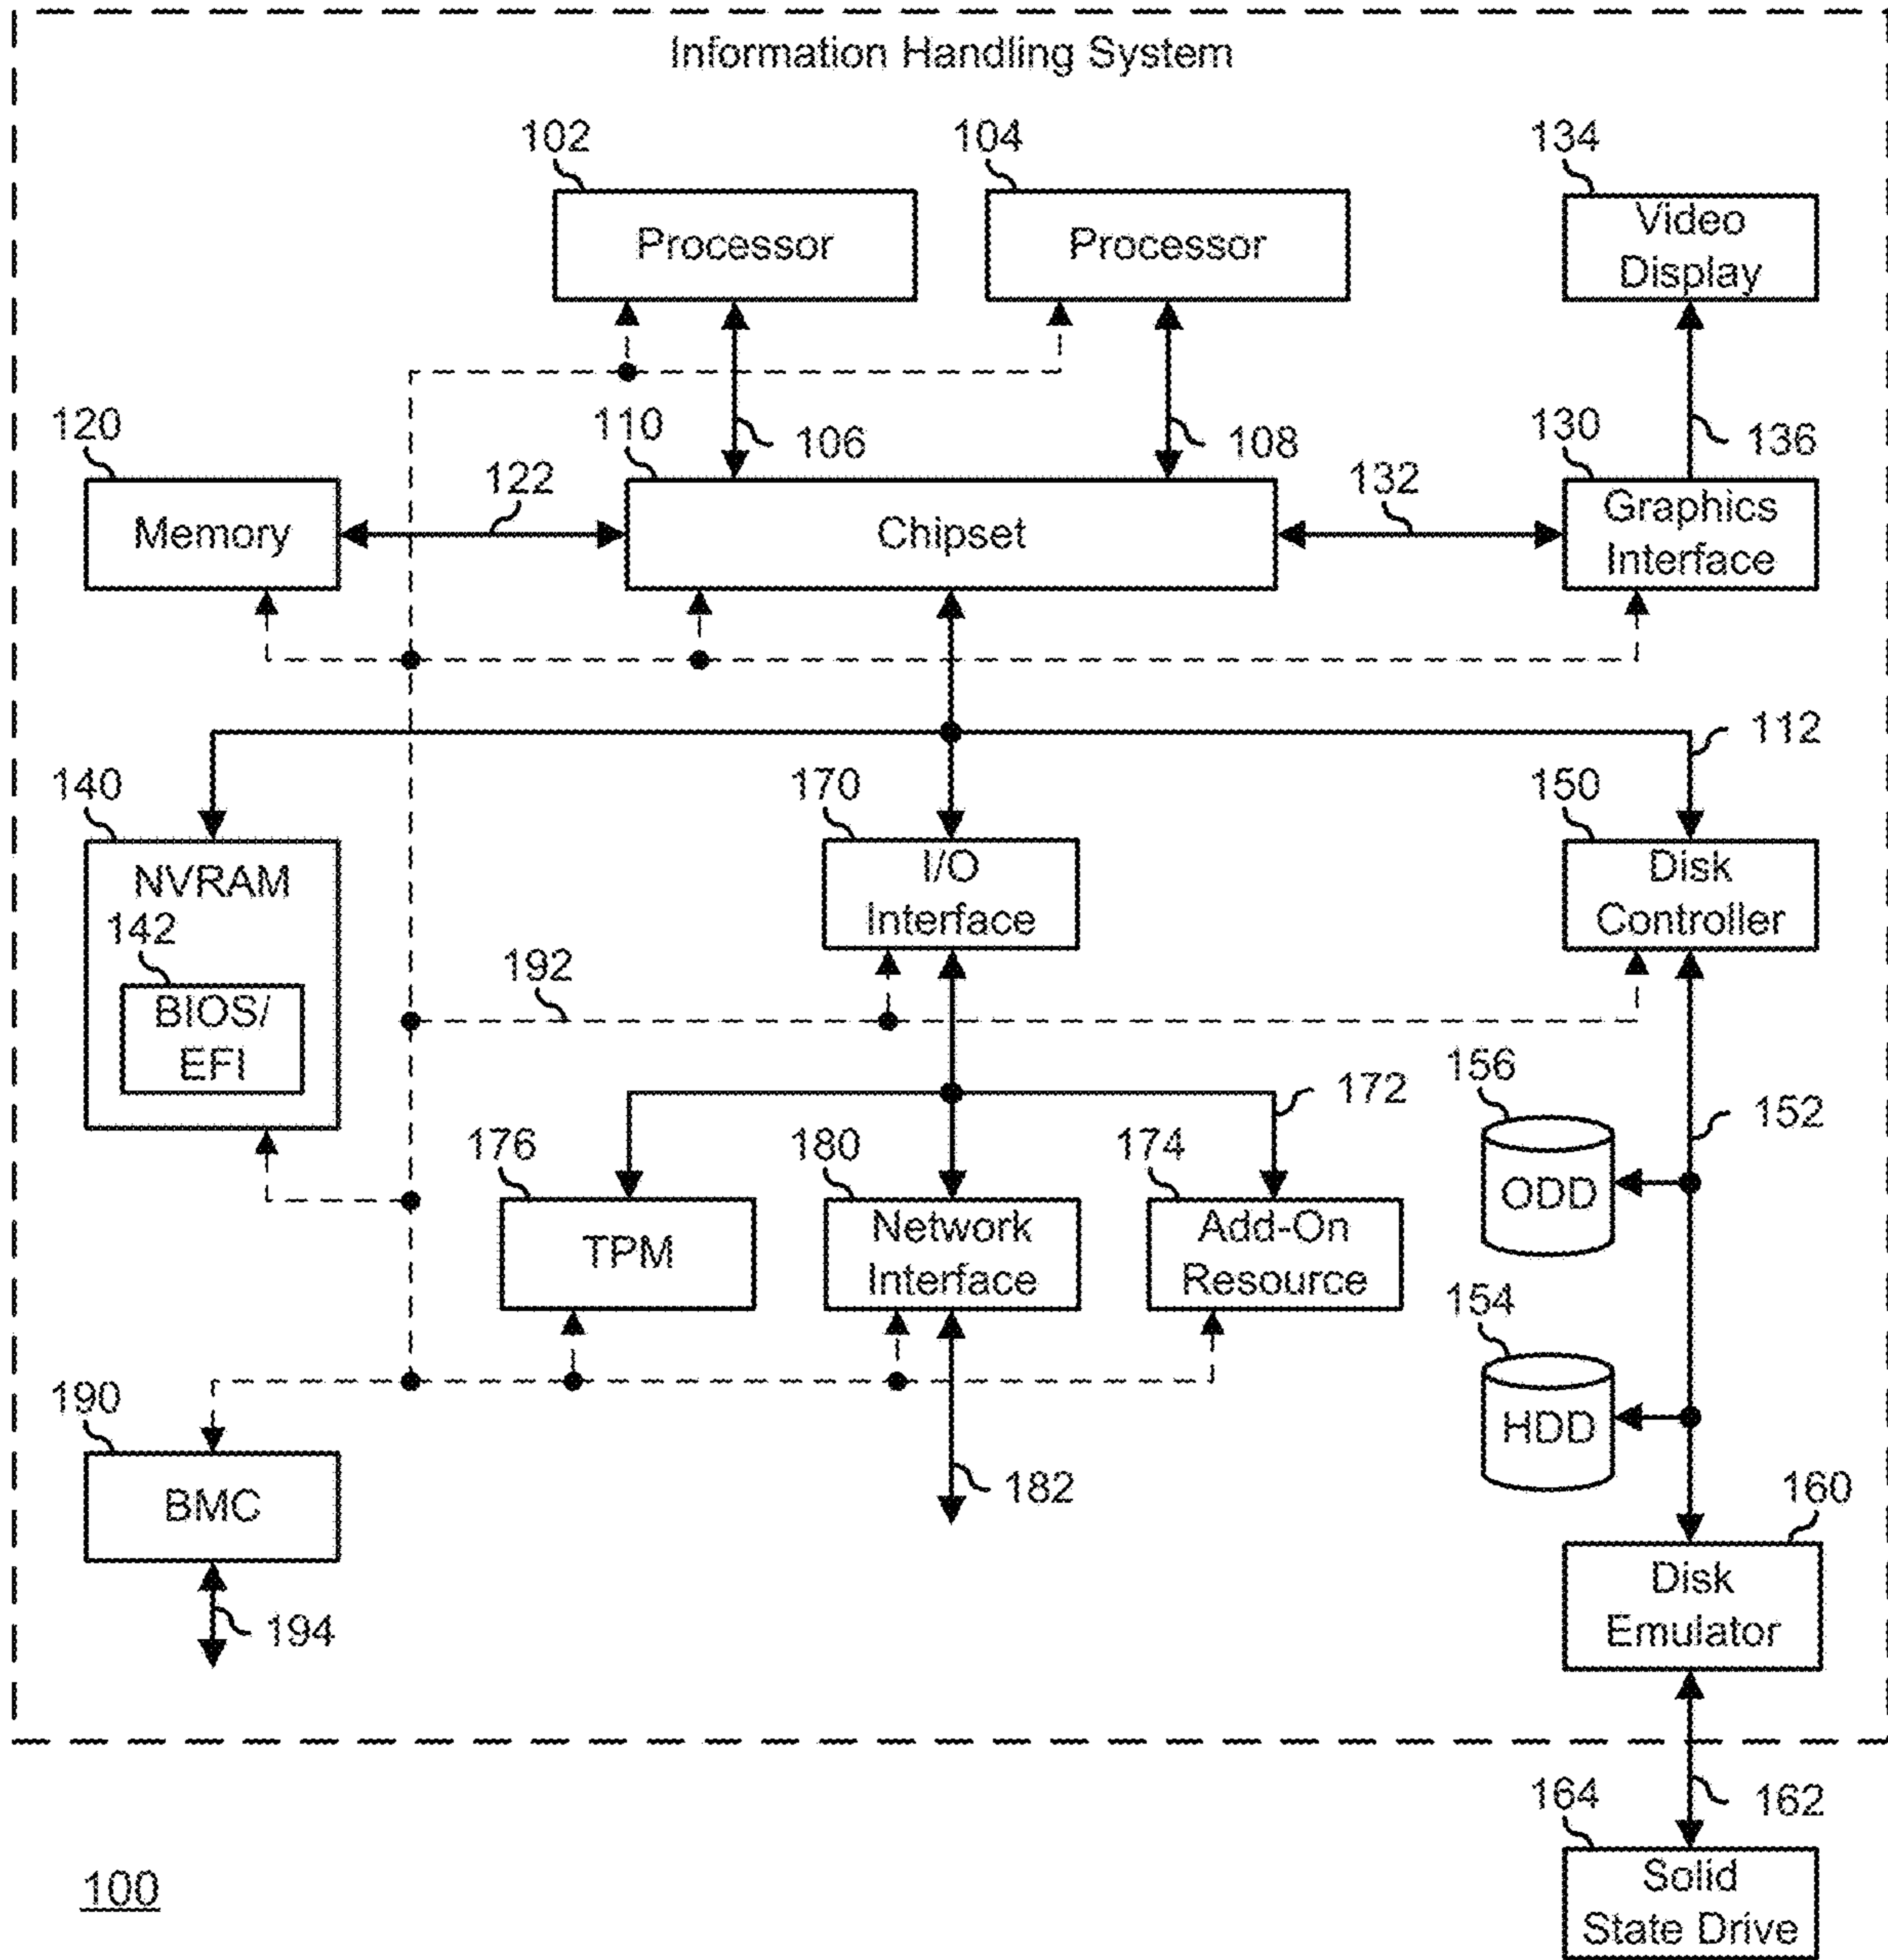 Information Handling System
102
104
134
Processor
Processor
Video
Display
120
110
106
108
130
136
122
132
Memory
Chipset
Graphics
Interface
112
140
170
150
NVRAM
I/O
Interface
Disk
Controller
142
BIOS/
EFI
192
156
172
152
176
180
174
ODD
TPM
Network
Interface
Add-On
Resource
154
HDD
190
182
160
BMC
Disk
Emulator
194
164
162
100
Solid
State Drive